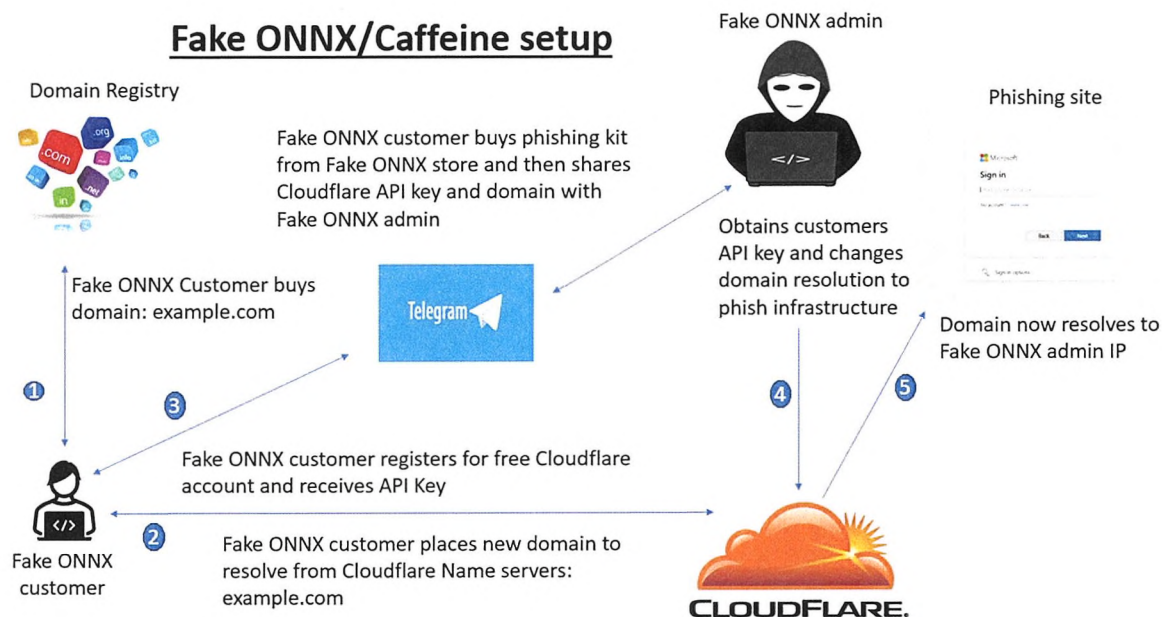 Fake ONNX/Caffeine setup
Fake ONNX admin
Domain Registry
.com
.org
.net
in
Phishing site
Microsoft
Sign in
Back
Next
Sign-in options
Fake ONNX customer buys phishing kit
from Fake ONNX store and then shares
Cloudflare API key and domain with
Fake ONNX admin
</>
Obtains customers
API key and changes
domain resolution to
phish infrastructure
Fake ONNX Customer buys
domain: example.com
Telegram
Domain now resolves to
Fake ONNX admin IP
1
3
4
5
Fake ONNX customer registers for free Cloudflare
account and receives API Key
</>
2
Fake ONNX
customer
Fake ONNX customer places new domain to
resolve from Cloudflare Name servers:
example.com
CLOUDFLARE.